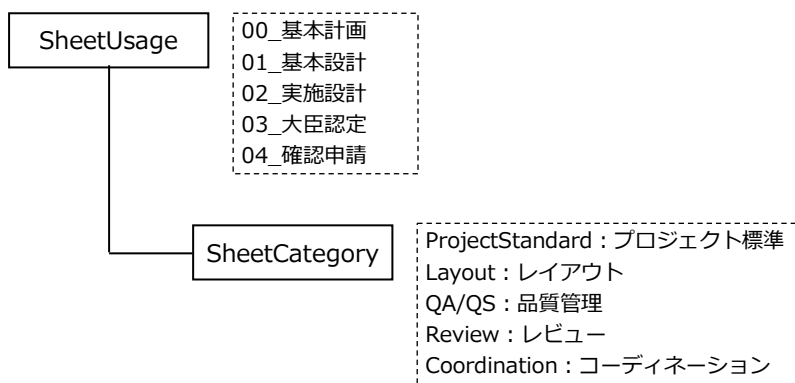 SheetUsage
00_基本計画
01_基本設計
02_実施設計
03_大臣認定
04_確認申請
SheetCategory
ProjectStandard：プロジェクト標準
Layout：レイアウト
QA/QS：品質管理
Review：レビュー
Coordination：コーディネーション